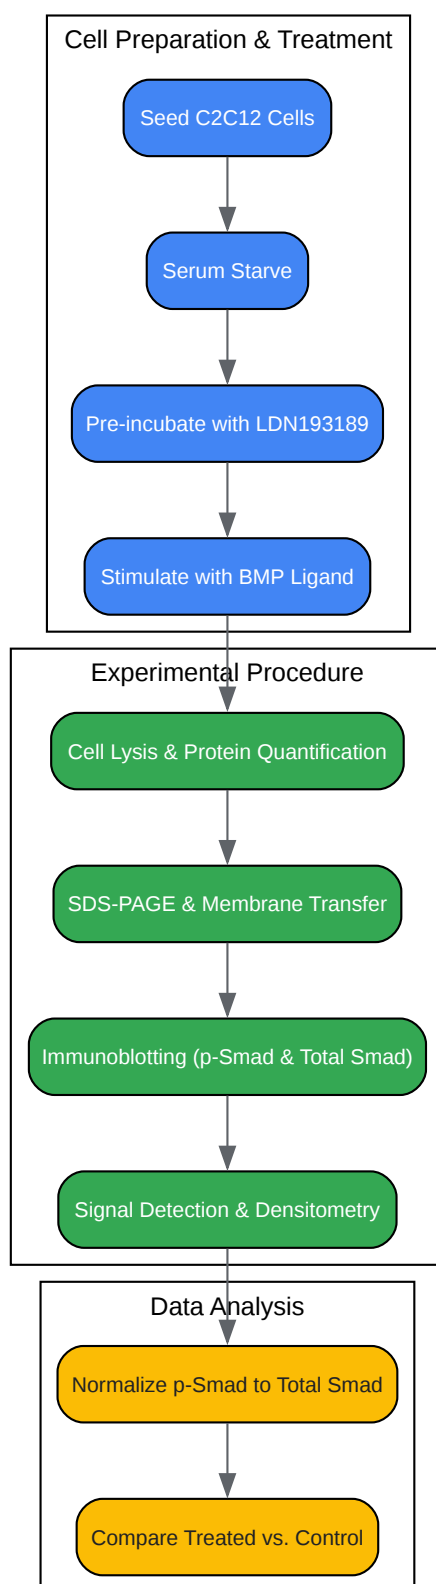 Cell Preparation & Treatment
Seed C2C12 Cells
Serum Starve
Pre-incubate with LDN193189
Stimulate with BMP Ligand
Experimental Procedure
Cell Lysis & Protein Quantification
SDS-PAGE & Membrane Transfer
Immunoblotting (p-Smad & Total Smad)
Signal Detection & Densitometry
Data Analysis
Normalize p-Smad to Total Smad
Compare Treated vs. Control